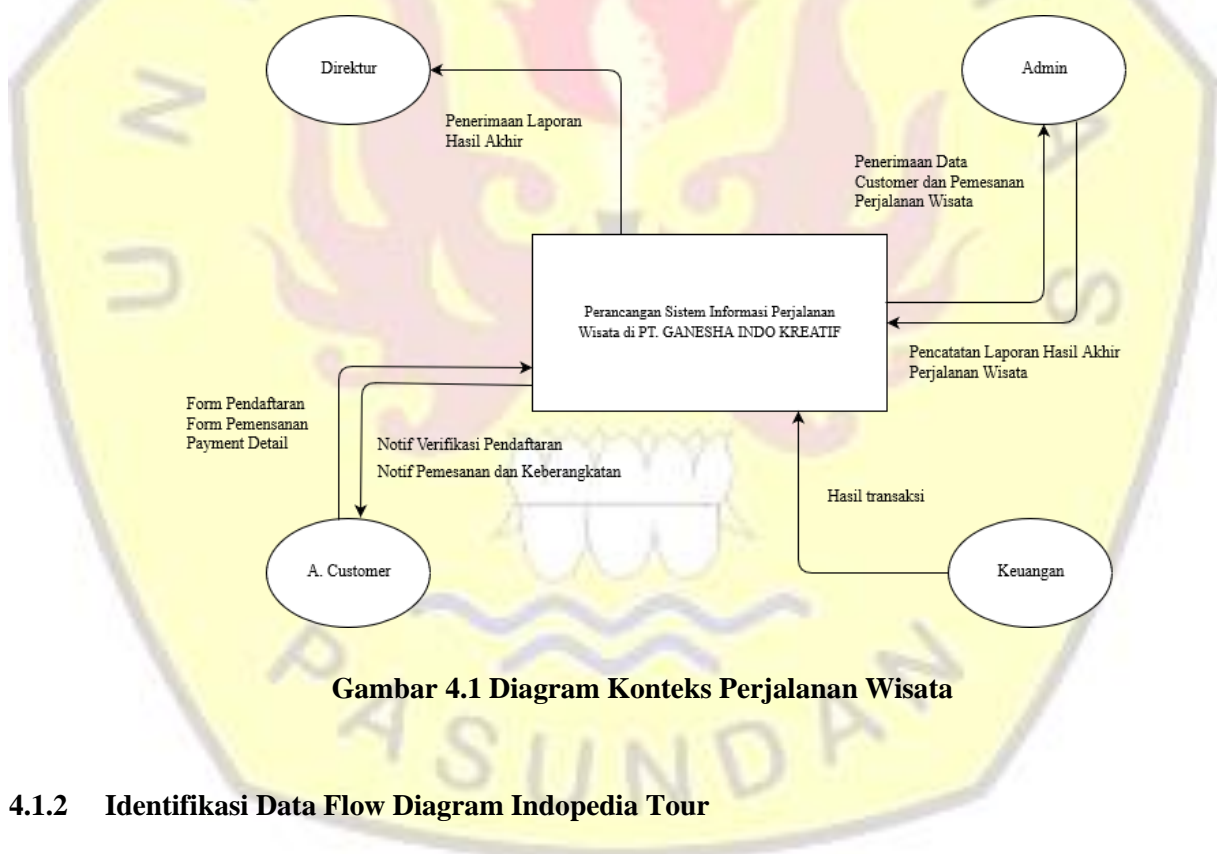 Direktur
Admin
Penerimaan Laporan
Hasil Akhir
Penerimaan Data
Customer dan Pemesanan
Perjalanan Wisata
Perancangan Sistem Informasi Perjalanan
Wisata di PT. GANESHA INDO KREATIF
Pencatatan Laporan Hasil Akhir
Perjalanan Wisata
Form Pendaftaran
Form Pemensanan
Payment Detail
Notif Verifikasi Pendaftaran
Notif Pemesanan dan Keberangkatan
Hasil transaksi
A. Customer
Keuangan
Gambar 4.1 Diagram Konteks Perjalanan Wisata
PASUNDAN
4.1.2 Identifikasi Data Flow Diagram Indopedia Tour